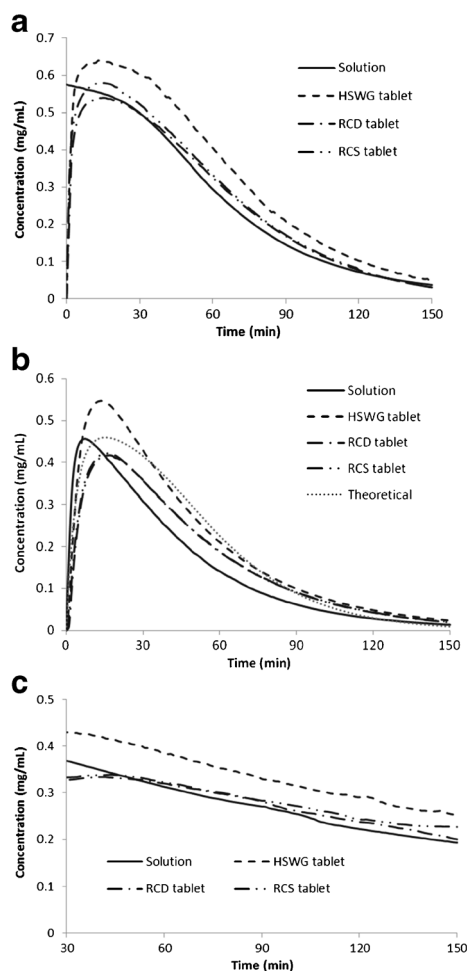 a
0.7
0.6
0.5
0.4
0.3
0.2
0.1
0
Concentration (mg/mL)
Solution
HSWG tablet
RCD tablet
RCS tablet
0 30 60 90 120 150
Time (min)
b
0.6
0.5
0.4
0.3
0.2
0.1
0
Concentration (mg/mL)
Solution
HSWG tablet
RCD tablet
RCS tablet
Theoretical
0 30 60 90 120 150
Time (min)
c
0.5
0.4
0.3
0.2
0.1
0
Concentration (mg/mL)
Solution HSWG tablet
RCD tablet RCS tablet
30 60 90 120 150
Time (min)